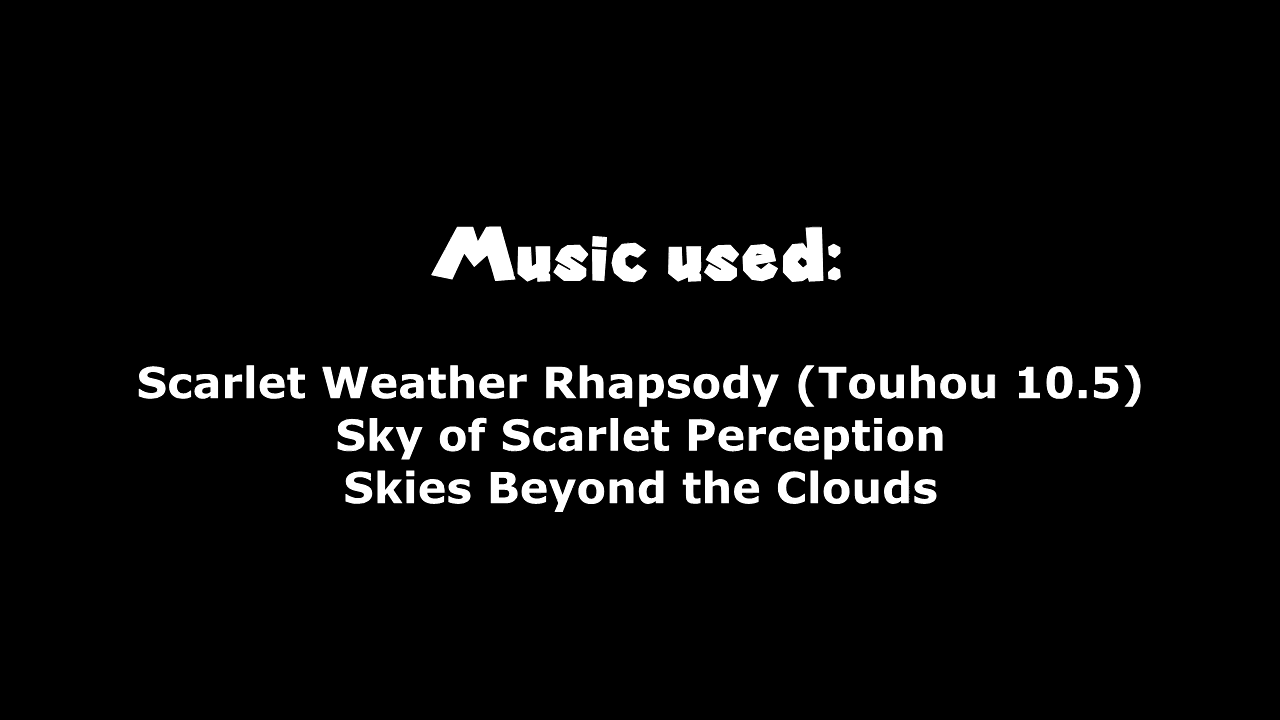 Music used:
Scarlet Weather Rhapsody (Touhou 10.5)
Sky of Scarlet Perception
Skies Beyond the Clouds